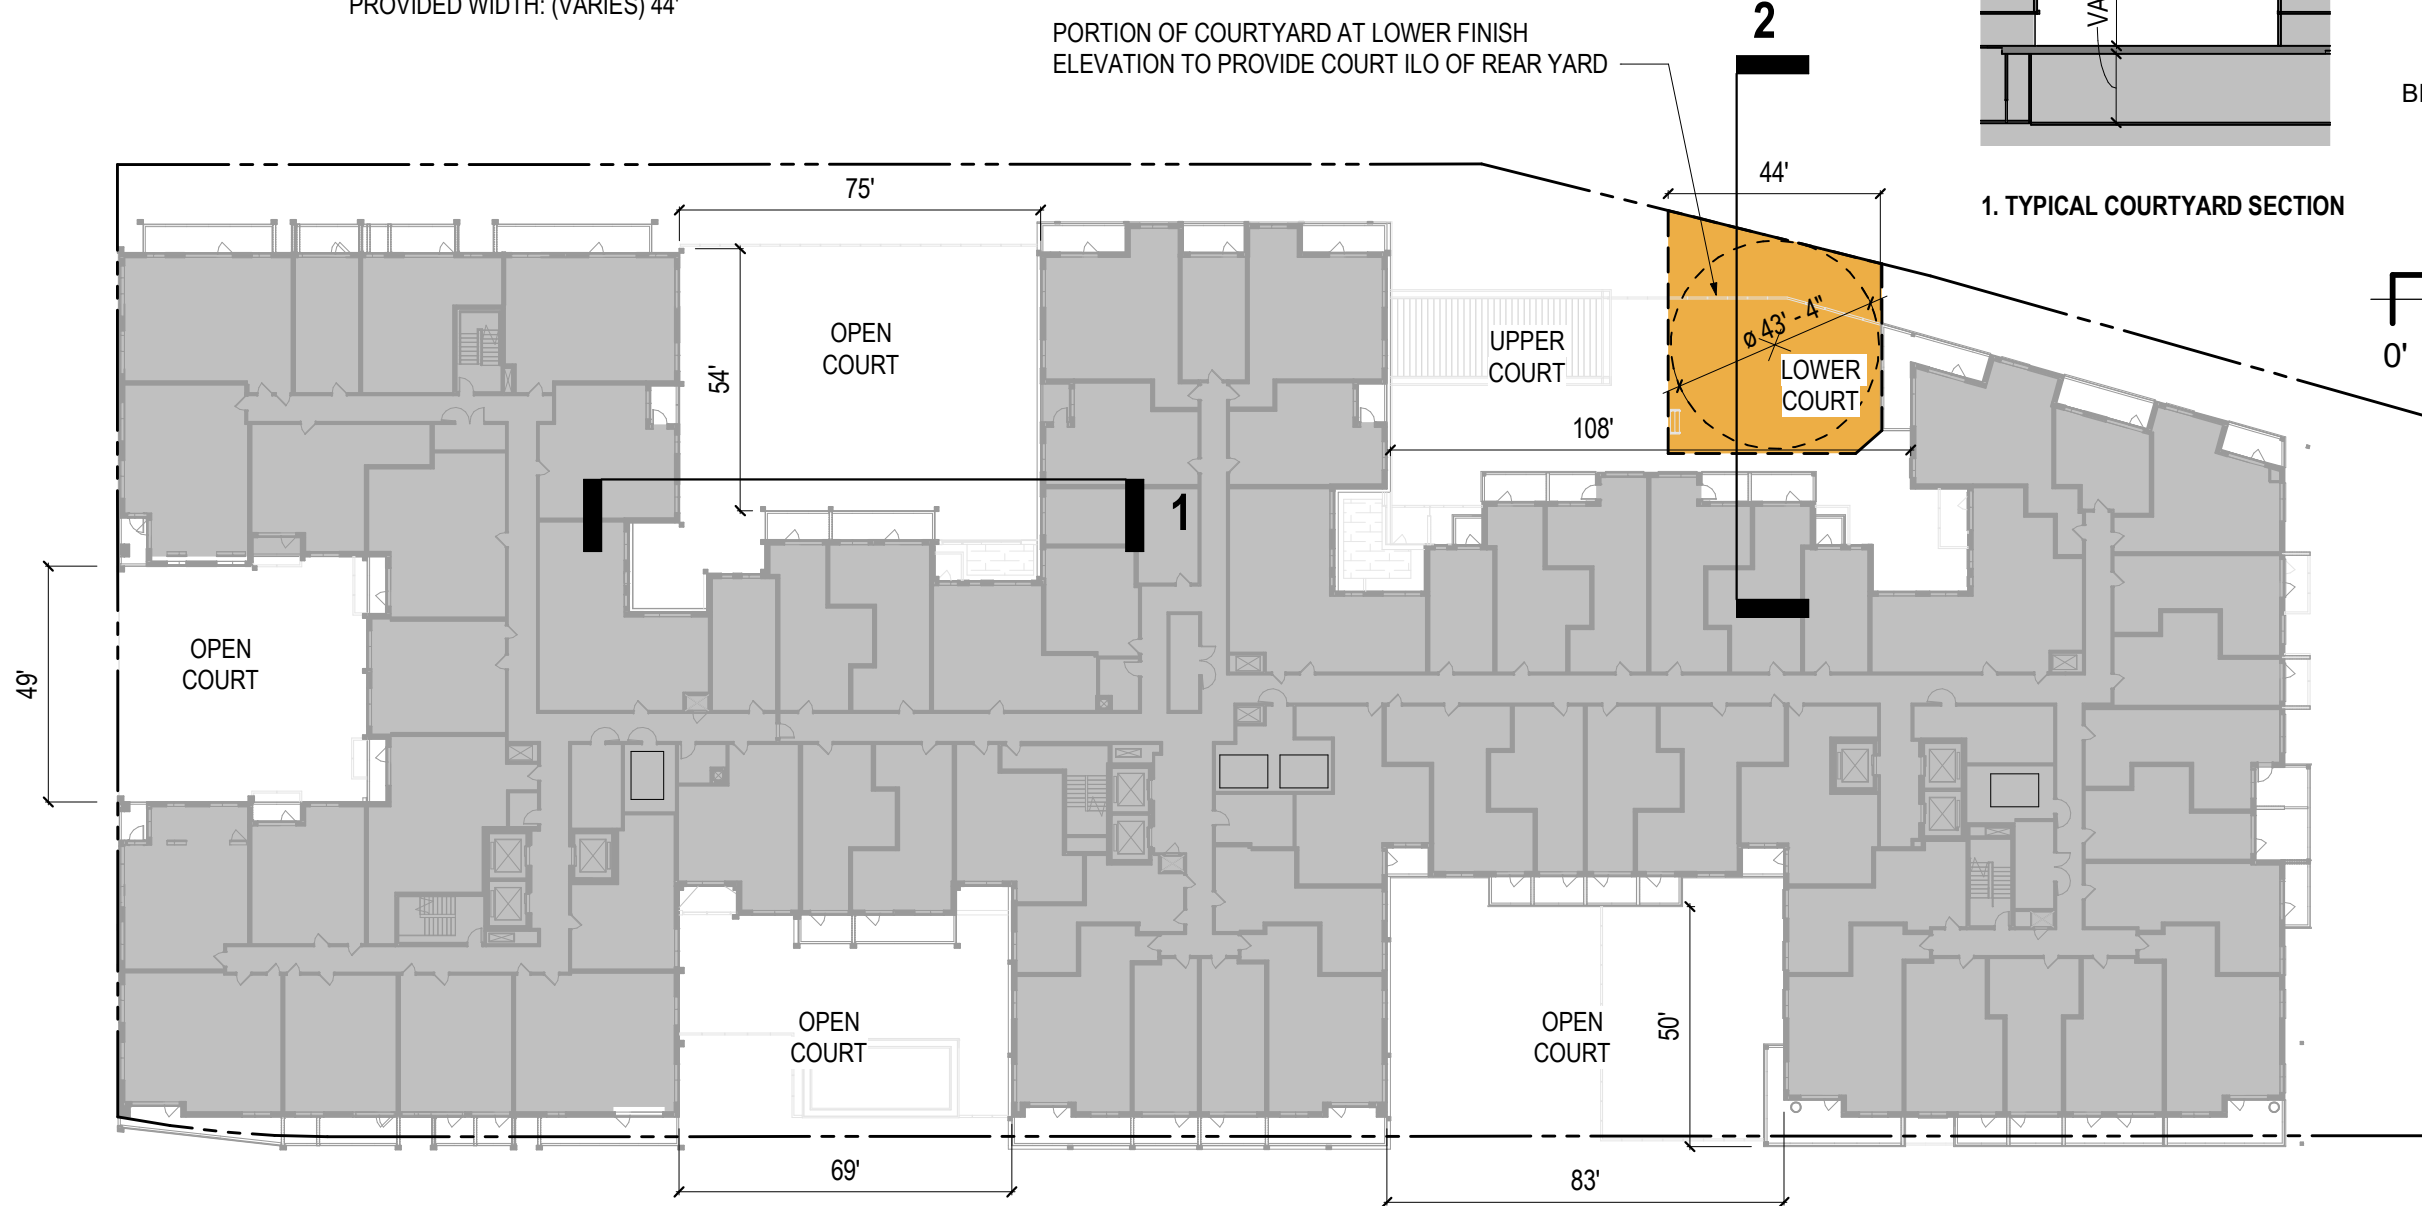 PROVIDED WIDTH: (VARIES) 44'
2
PORTION OF COURTYARD AT LOWER FINISH
ELEVATION TO PROVIDE COURT ILO OF REAR YARD
1. TYPICAL COURTYARD SECTION
75'
44'
0'
54'
OPEN
COURT
UPPER
COURT
ø 43' - 4"
LOWER
COURT
108'
1
49'
OPEN
COURT
OPEN
COURT
OPEN
COURT
50'
69'
83'